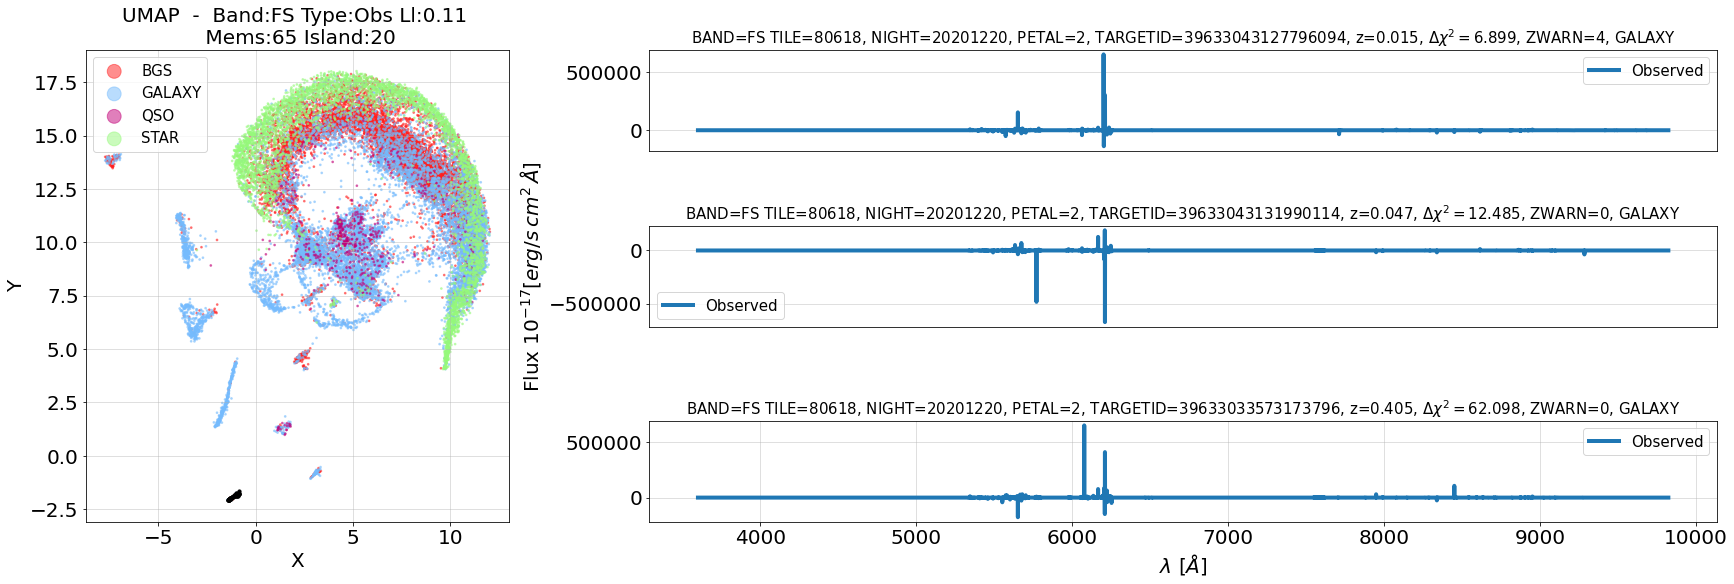 UMAP - Band:FS Type:Obs Ll:0.11
Mems:65 Island:20
BGS
GALAXY
QSO
STAR
17.5
15.0
12.5
10.0
7.5
5.0
2.5
0.0
−2.5
Y
−5
0
5
10
X
Flux 10⁻¹⁷[erg/s cm² Å]
BAND=FS TILE=80618, NIGHT=20201220, PETAL=2, TARGETID=39633043127796094, z=0.015, Δχ² = 6.899, ZWARN=4, GALAXY
500000
0
Observed
BAND=FS TILE=80618, NIGHT=20201220, PETAL=2, TARGETID=39633043131990114, z=0.047, Δχ² = 12.485, ZWARN=0, GALAXY
0
−500000
Observed
BAND=FS TILE=80618, NIGHT=20201220, PETAL=2, TARGETID=39633033573173796, z=0.405, Δχ² = 62.098, ZWARN=0, GALAXY
500000
0
Observed
4000
5000
6000
7000
8000
9000
10000
λ [Å]